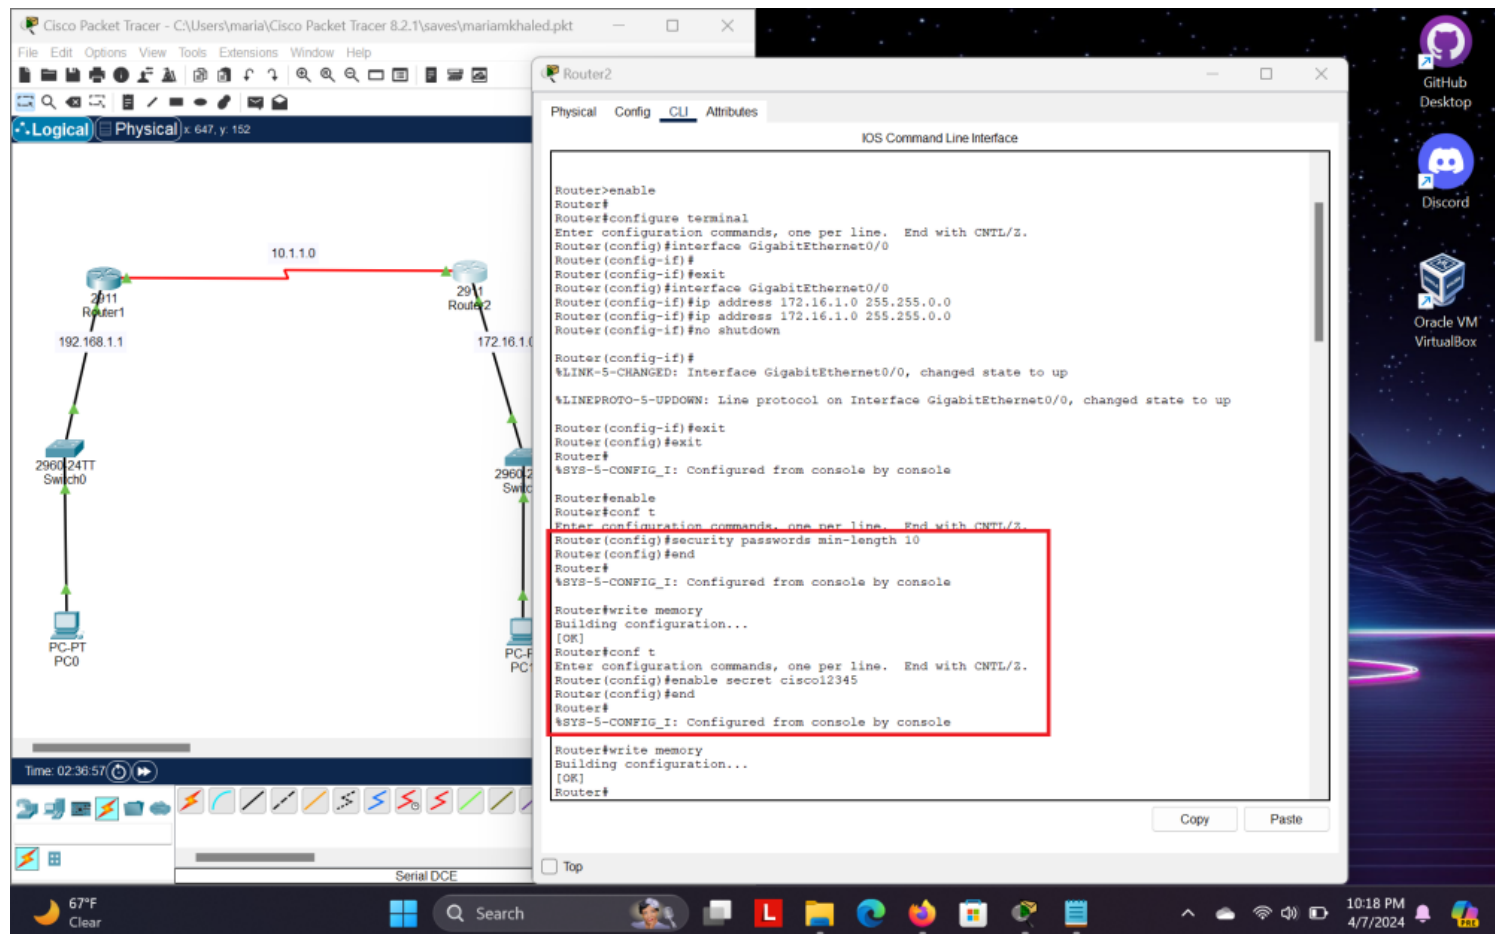 Cisco Packet Tracer - C:\Users\maria\Cisco Packet Tracer 8.2.1\saves\mariamkhaled.pkt
File Edit Options View Tools Extensions Window Help
Logical Physical x: 647, y: 152
10.1.1.0
2911
Router1
2911
Router2
192.168.1.1
172.16.1.0
2960-24TT
Switch0
2960-2
Switc
PC-PT
PC0
PC-P
PC1
Time: 02:36:57
Serial DCE
Router2
Physical Config CLI Attributes
IOS Command Line Interface
Router>enable
Router#
Router#configure terminal
Enter configuration commands, one per line. End with CNTL/Z.
Router(config)#interface GigabitEthernet0/0
Router(config-if)#
Router(config-if)#exit
Router(config)#interface GigabitEthernet0/0
Router(config-if)#ip address 172.16.1.0 255.255.0.0
Router(config-if)#ip address 172.16.1.0 255.255.0.0
Router(config-if)#no shutdown
Router(config-if)#
%LINK-5-CHANGED: Interface GigabitEthernet0/0, changed state to up
%LINEPROTO-5-UPDOWN: Line protocol on Interface GigabitEthernet0/0, changed state to up
Router(config-if)#exit
Router(config)#exit
Router#
%SYS-5-CONFIG_I: Configured from console by console
Router#enable
Router#conf t
Enter configuration commands, one per line. End with CNTL/Z.
Router(config)#security passwords min-length 10
Router(config)#end
Router#
%SYS-5-CONFIG_I: Configured from console by console
Router#write memory
Building configuration...
[OK]
Router#conf t
Enter configuration commands, one per line. End with CNTL/Z.
Router(config)#enable secret cisco12345
Router(config)#end
Router#
%SYS-5-CONFIG_I: Configured from console by console
Router#write memory
Building configuration...
[OK]
Router#
Copy Paste
Top
GitHub
Desktop
Discord
Oracle VM
VirtualBox
67°F
Clear
Search
L
10:18 PM
4/7/2024
PRE